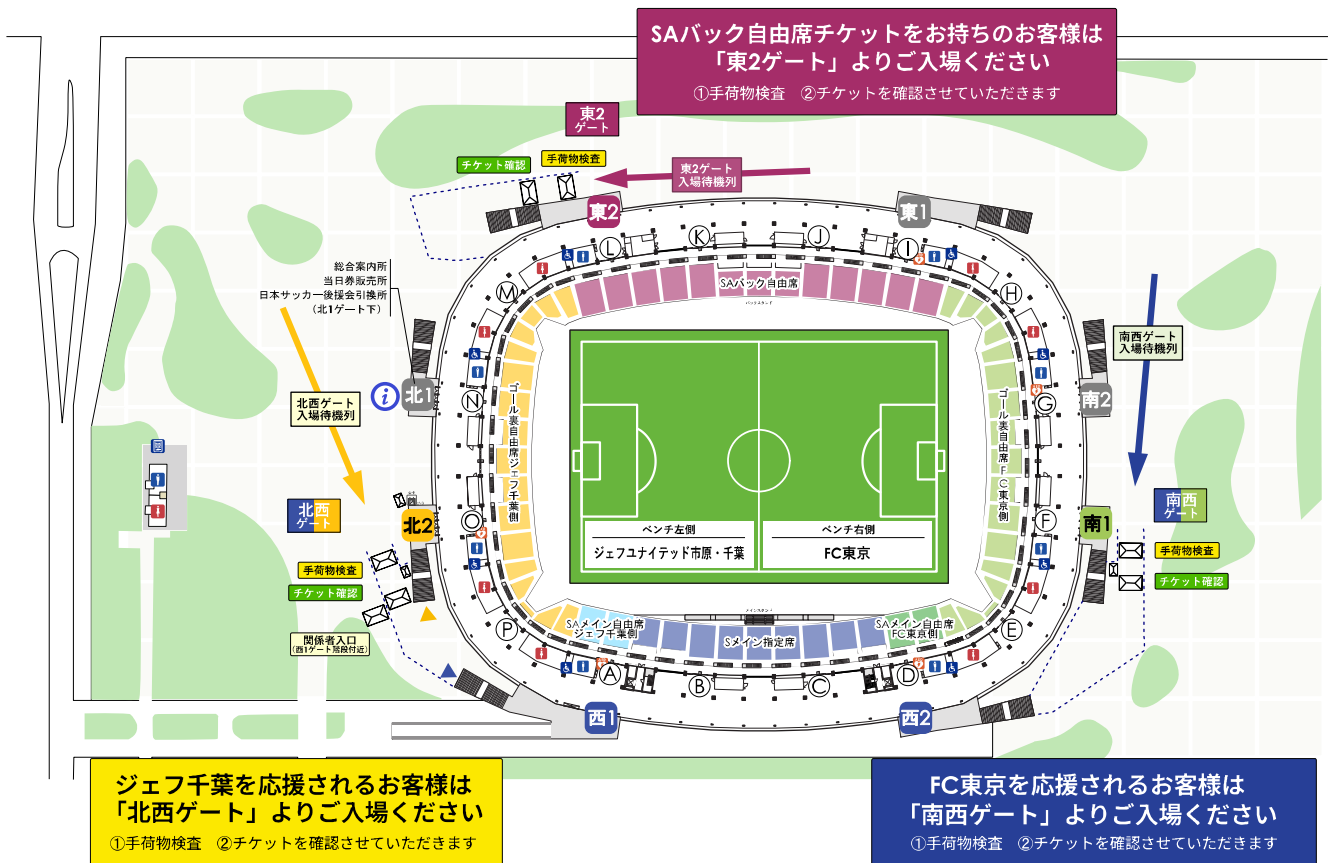 SAバック自由席チケットをお持ちのお客様は
「東2ゲート」よりご入場ください
①手荷物検査　②チケットを確認させていただきます
東2
ゲート
チケット確認
手荷物検査
東2ゲート
入場待機列
東2
東1
L
K
J
I
M
H
SAバック自由席
バックスタンド
総合案内所
当日券販売所
日本サッカー後援会引換所
（北1ゲート下）
南西ゲート
入場待機列
北西ゲート
入場待機列
i
北1
N
G
南2
ゴール裏自由席ジェフ千葉側
ゴール裏自由席FC東京側
北西
ゲート
北2
O
F
南1
南西
ゲート
ベンチ左側
ジェフユナイテッド市原・千葉
ベンチ右側
FC東京
手荷物検査
チケット確認
手荷物検査
チケット確認
関係者入口
（西1ゲート階段付近）
メインスタンド
P
E
SAメイン自由席
ジェフ千葉側
Sメイン指定席
SAメイン自由席
FC東京側
A
B
C
D
西1
西2
ジェフ千葉を応援されるお客様は
「北西ゲート」よりご入場ください
①手荷物検査　②チケットを確認させていただきます
FC東京を応援されるお客様は
「南西ゲート」よりご入場ください
①手荷物検査　②チケットを確認させていただきます